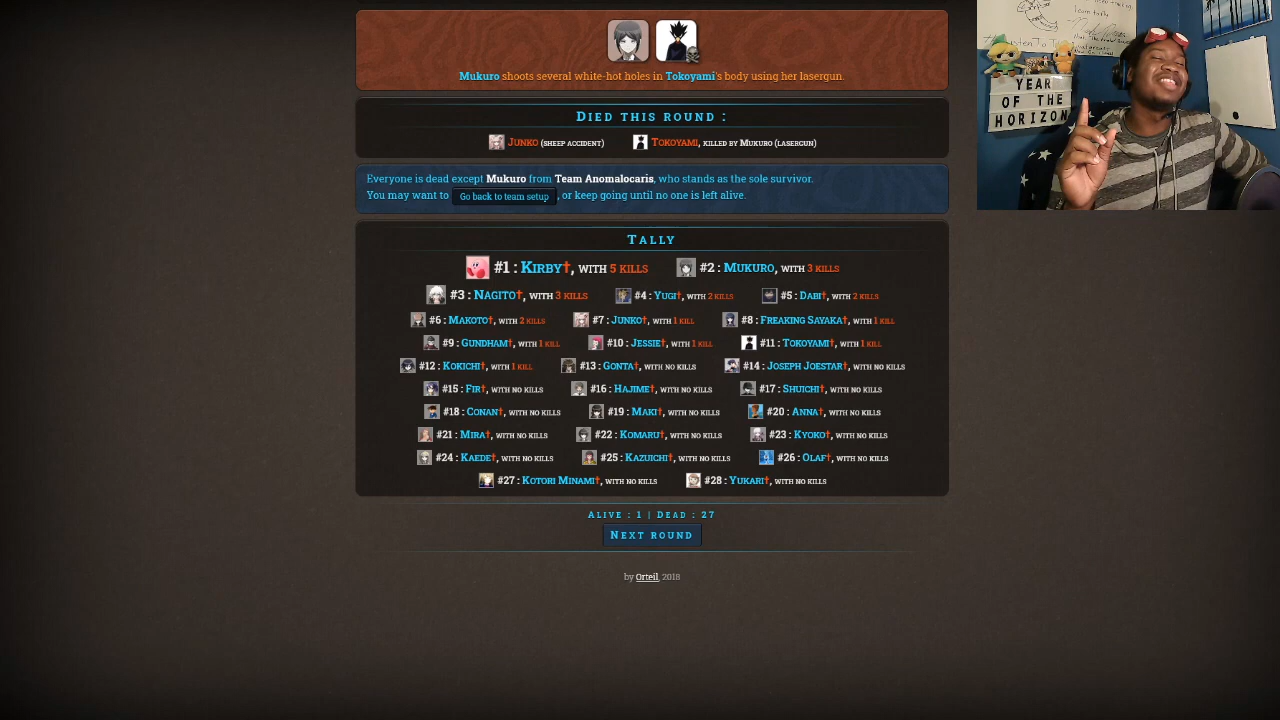 Mukuro shoots several white-hot holes in Tokoyami's body using her lasergun.
DIED THIS ROUND :
JUNKO (SHEEP ACCIDENT) TOKOYAMI, KILLED BY MUKURO (LASERGUN)
Everyone is dead except Mukuro from Team Anomalocaris, who stands as the sole survivor.
You may want to Go back to team setup, or keep going until no one is left alive.
TALLY
#1 : KIRBY†, WITH 5 KILLS #2 : MUKURO, WITH 3 KILLS
#3 : NAGITO†, WITH 3 KILLS #4 : YUGI†, WITH 2 KILLS #5 : DABI†, WITH 2 KILLS
#6 : MAKOTO†, WITH 2 KILLS #7 : JUNKO†, WITH 1 KILL #8 : FREAKING SAYAKA†, WITH 1 KILL
#9 : GUNDHAM†, WITH 1 KILL #10 : JESSIE†, WITH 1 KILL #11 : TOKOYAMI†, WITH 1 KILL
#12 : KOKICHI†, WITH 1 KILL #13 : GONTA†, WITH NO KILLS #14 : JOSEPH JOESTAR†, WITH NO KILLS
#15 : FIR†, WITH NO KILLS #16 : HAJIME†, WITH NO KILLS #17 : SHUICHI†, WITH NO KILLS
#18 : CONAN†, WITH NO KILLS #19 : MAKI†, WITH NO KILLS #20 : ANNA†, WITH NO KILLS
#21 : MIRA†, WITH NO KILLS #22 : KOMARU†, WITH NO KILLS #23 : KYOKO†, WITH NO KILLS
#24 : KAEDE†, WITH NO KILLS #25 : KAZUICHI†, WITH NO KILLS #26 : OLAF†, WITH NO KILLS
#27 : KOTORI MINAMI†, WITH NO KILLS #28 : YUKARI†, WITH NO KILLS
ALIVE : 1 | DEAD : 27
NEXT ROUND
by Orteil, 2018
YEAR
OF THE
HORIZON